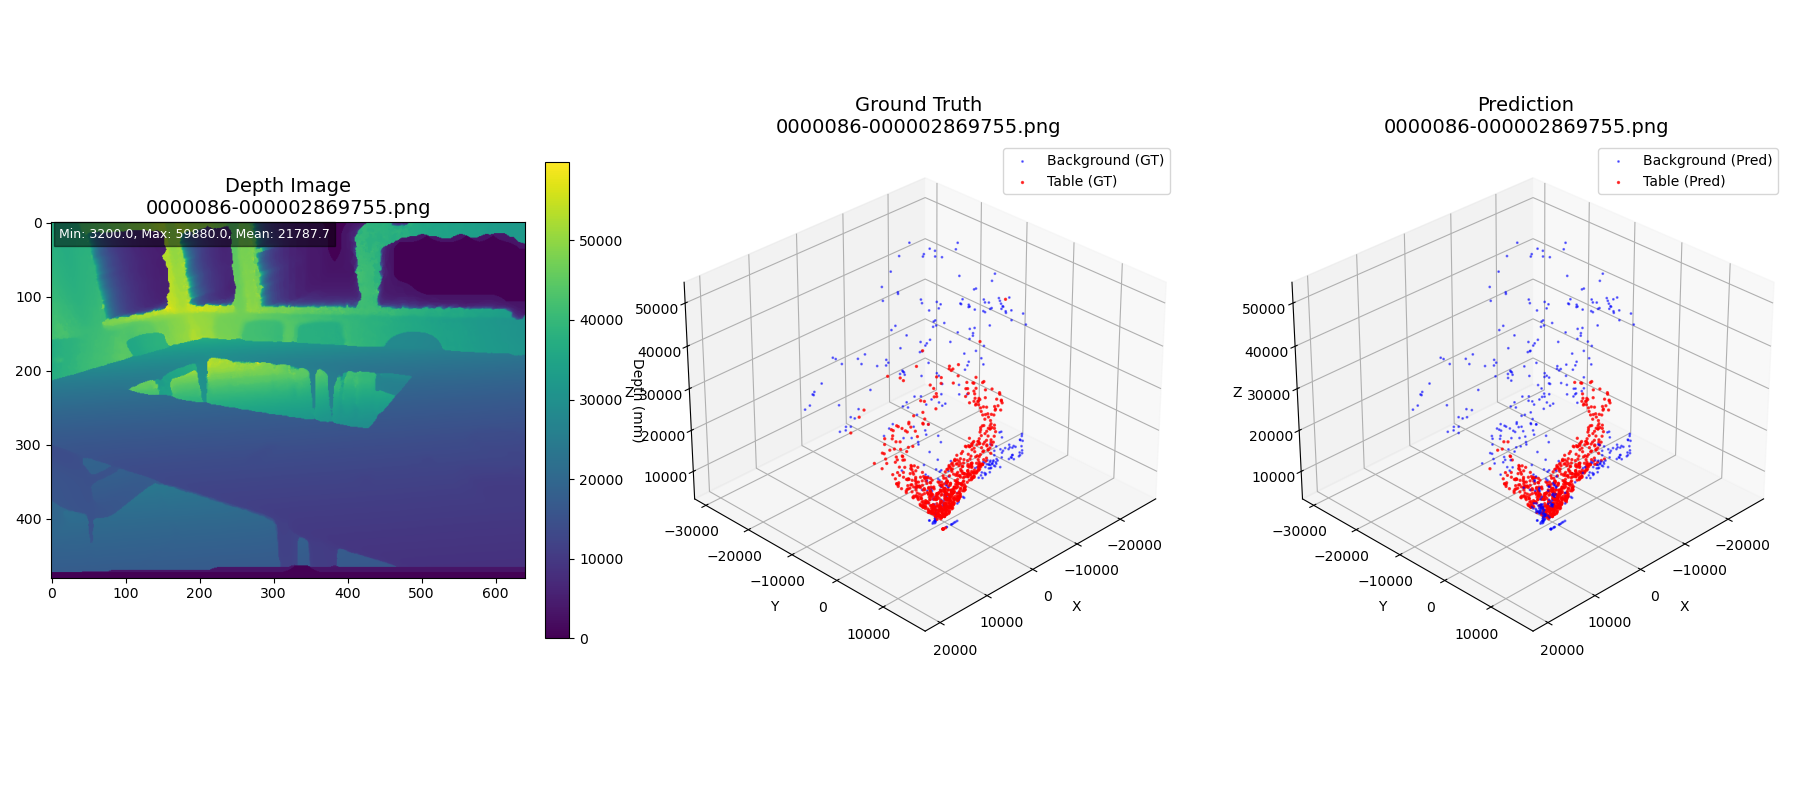 Depth Image
0000086-000002869755.png
Min: 3200.0, Max: 59880.0, Mean: 21787.7
0
100
200
300
400
0
100
200
300
400
500
600
50000
40000
30000
20000
10000
0
Depth (mm)
Ground Truth
0000086-000002869755.png
Background (GT)
Table (GT)
50000
40000
30000
20000
10000
Z
−30000
−20000
−10000
0
10000
Y
−20000
−10000
0
10000
20000
X
Prediction
0000086-000002869755.png
Background (Pred)
Table (Pred)
50000
40000
30000
20000
10000
Z
−30000
−20000
−10000
0
10000
Y
−20000
−10000
0
10000
20000
X